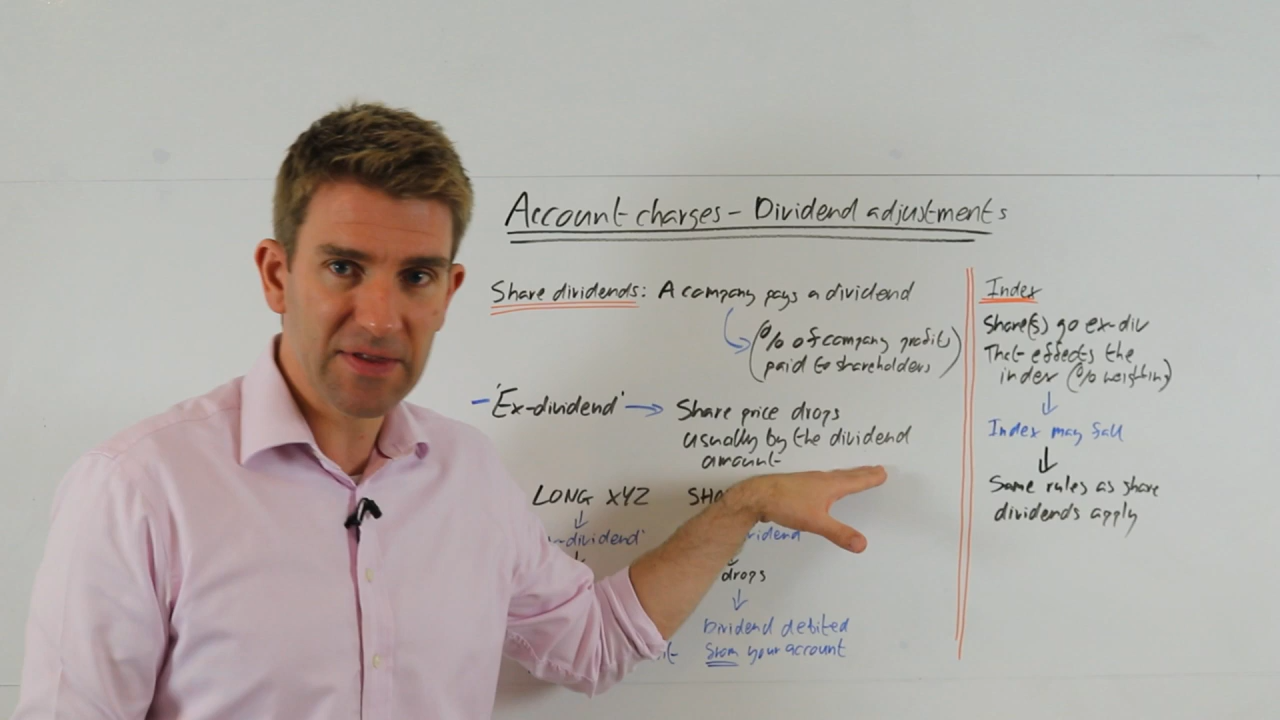 Account charges – Dividend adjustments
Share dividends: A company pays a dividend
(% of company profit
paid to shareholders)
- 'Ex-dividend' → Share price drops
usually by the dividend
amount
LONG XYZ
-dividend'
drops
Dividend debited
from your account
Index
Share(s) go ex-div
That effects the
index (% weighting)
Index may fall
Same rules as share
dividends apply